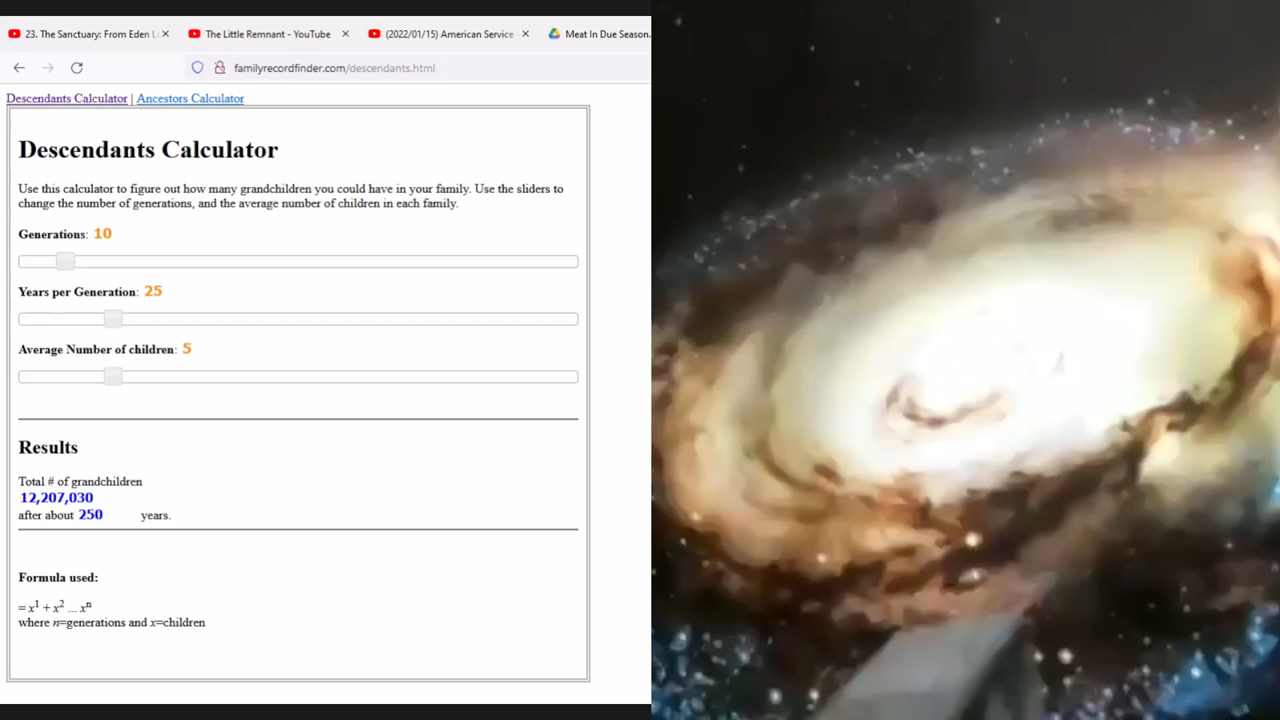 23. The Sanctuary: From Eden
The Little Remnant - YouTube
(2022/01/15) American Service -
Meat In Due Season.
familyrecordfinder.com/descendants.html
Descendants Calculator | Ancestors Calculator
Descendants Calculator
Use this calculator to figure out how many grandchildren you could have in your family. Use the sliders to
change the number of generations, and the average number of children in each family.
Generations: 10
Years per Generation: 25
Average Number of children: 5
Results
Total # of grandchildren
12,207,030
after about 250 years.
Formula used:
= x¹ + x² ... xⁿ
where n=generations and x=children